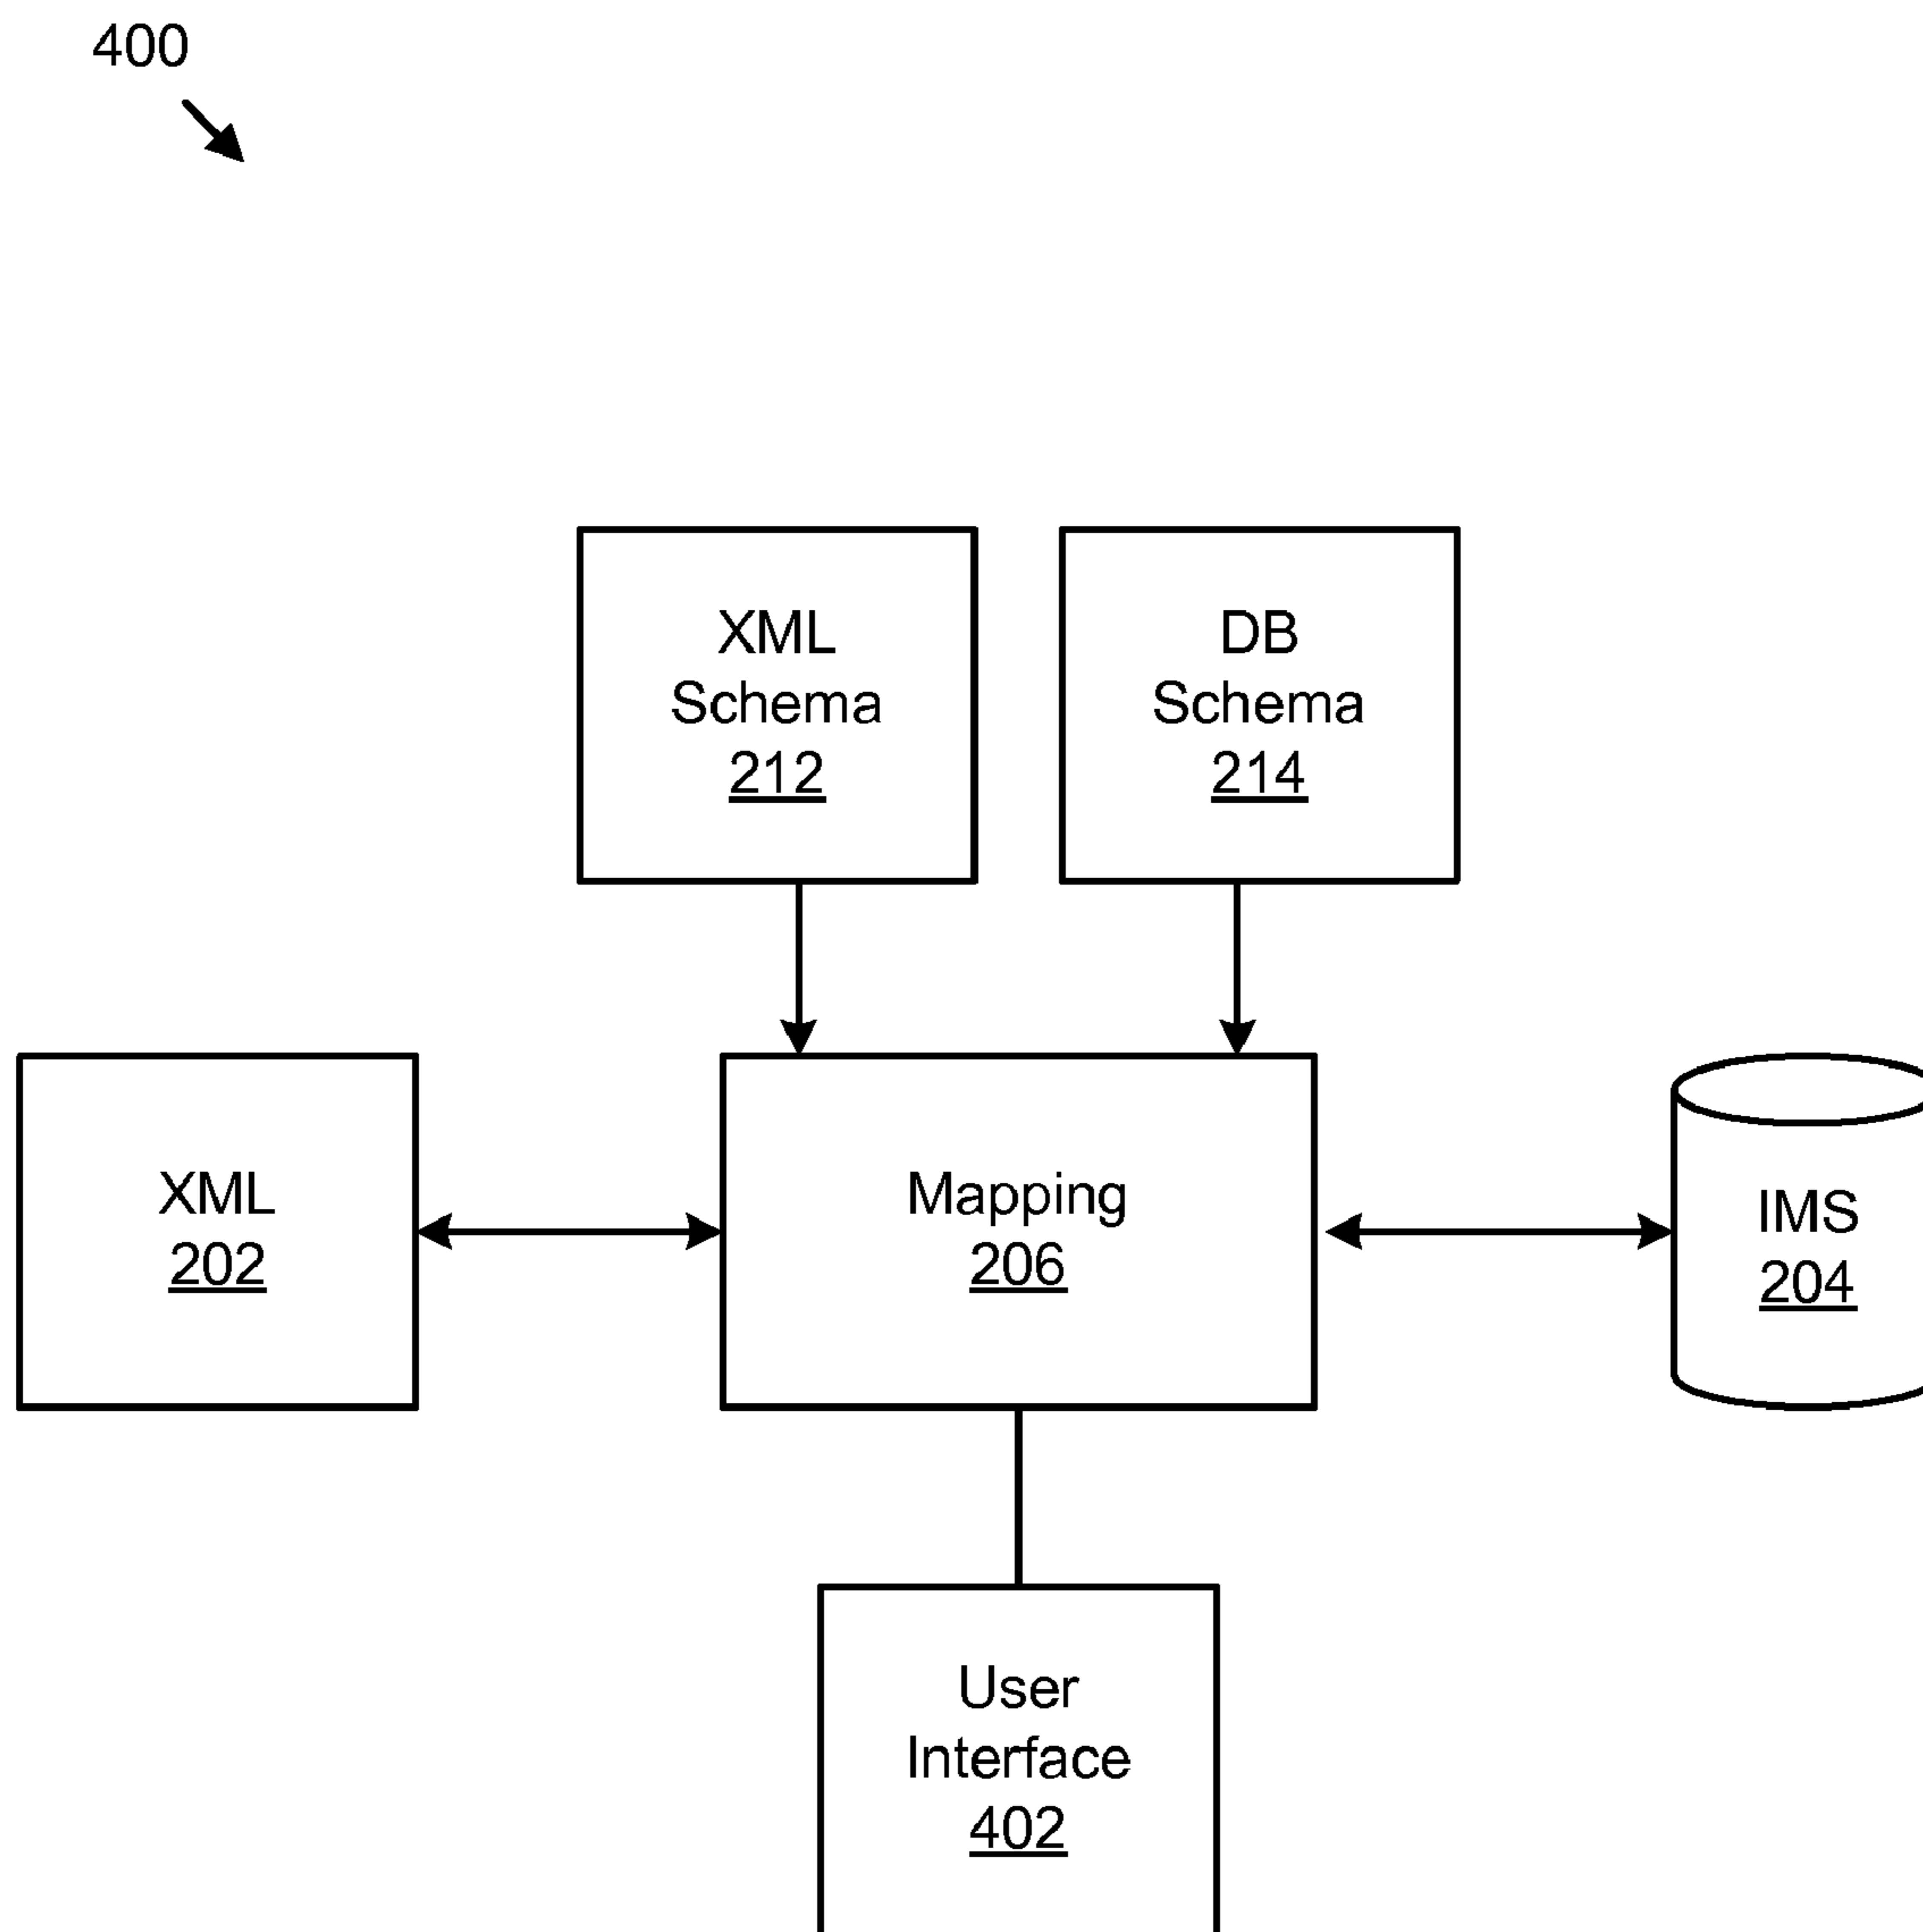 400
XML
Schema
212
DB
Schema
214
XML
202
Mapping
206
IMS
204
User
Interface
402